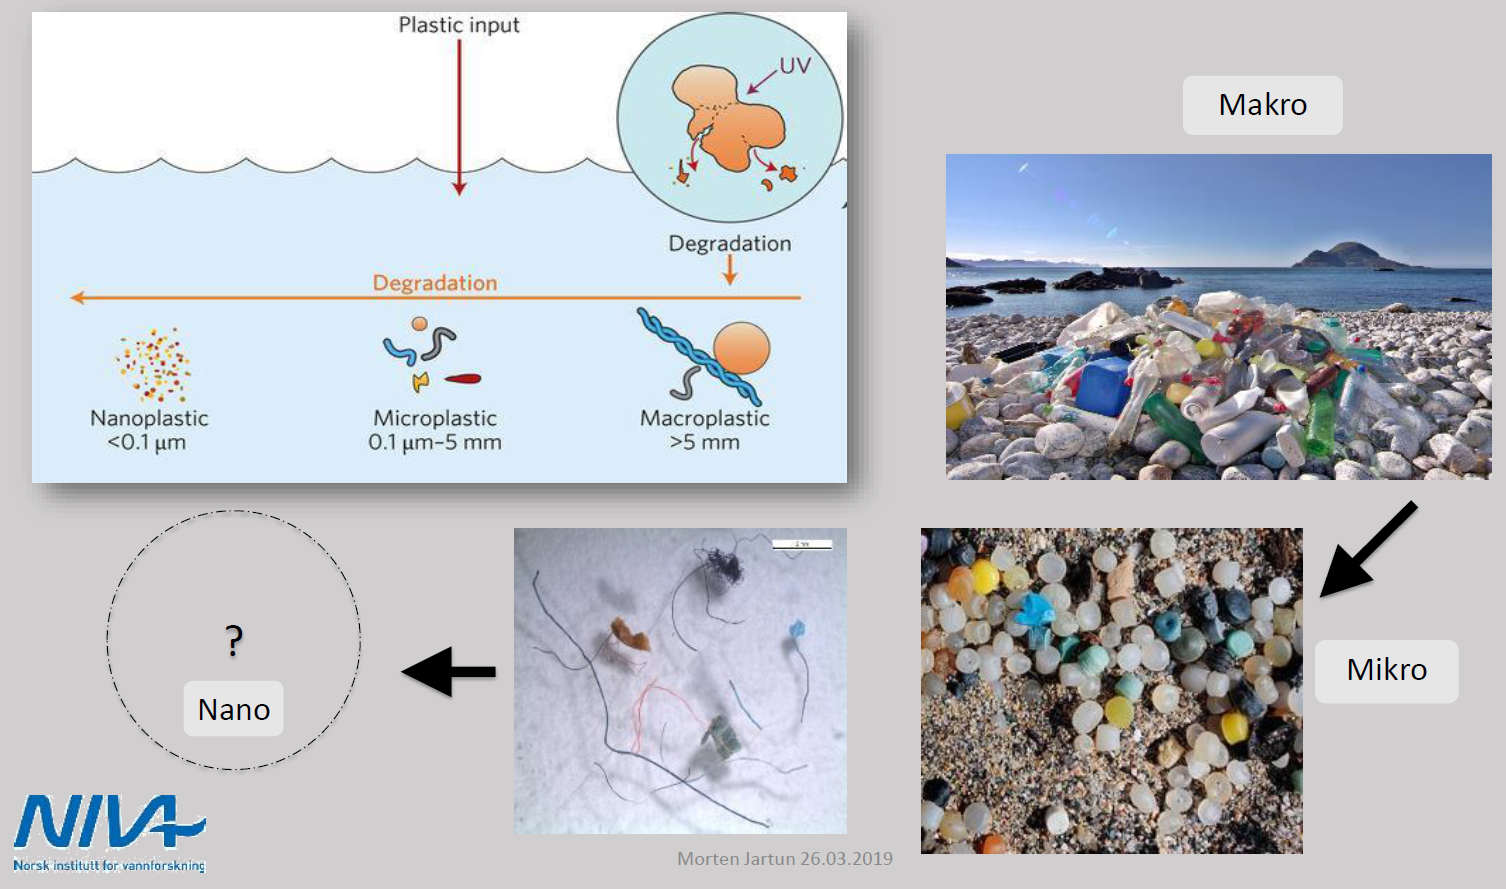 Plastic input
UV
Degradation
Degradation
Nanoplastic
<0.1 µm
Microplastic
0.1 µm–5 mm
Macroplastic
>5 mm
Makro
Mikro
?
Nano
NIVA
Norsk institutt for vannforskning
Morten Jartun 26.03.2019